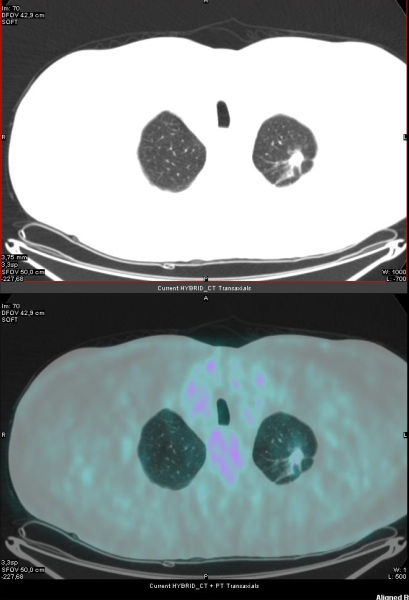 A
Im: 70
DFOV 42,9 cm
SOFT
R
L
3,75 mm
3,3sp
SFOV 50,0 cm
-227,68
P
W: 1000
L: -700
Current HYBRID_CT Transaxials
Im: 70
DFOV 42,9 cm
SOFT
A
R
L
3,3sp
SFOV 50,0 cm
-227,68
P
W: 1
L: 500
Current HYBRID_CT + PT Transaxials
Aligned